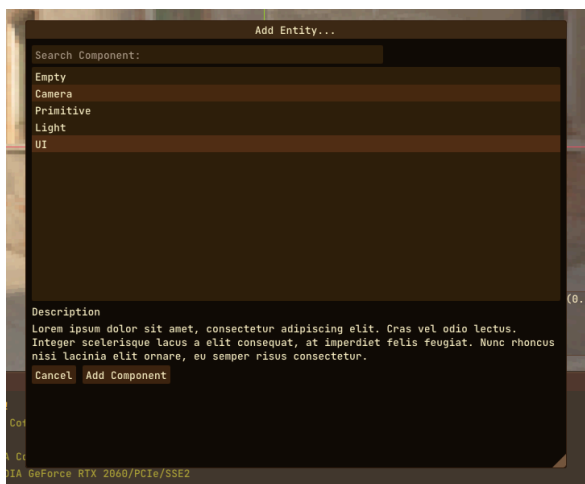 Add Entity...
Search Component:
Empty
Camera
Primitive
Light
UI
(0.
Description
Lorem ipsum dolor sit amet, consectetur adipiscing elit. Cras vel odio lectus.
Integer scelerisque lacus a elit consequat, at imperdiet felis feugiat. Nunc rhoncus
nisi lacinia elit ornare, eu semper risus consectetur.
Cancel Add Component
GeForce RTX 2060/PCIe/SSE2